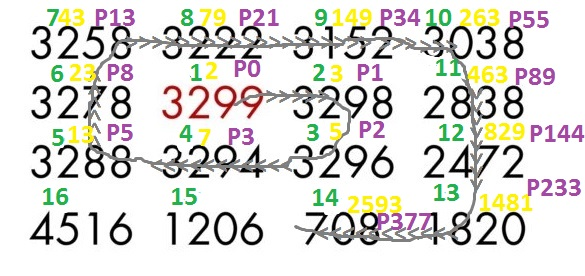 7 43 P13 8 79 P21 9 149 P34 10 263 P55
3258 3222 3152 3038
6 23 P8 1 2 P0 2 3 P1 11 463 P89
3278 3299 3298 2838
5 13 P5 4 7 P3 3 5 P2 12 829 P144
3288 3294 3296 2472
16 15 14 2593 P377 13 1481 P233
4516 1206 708 1820